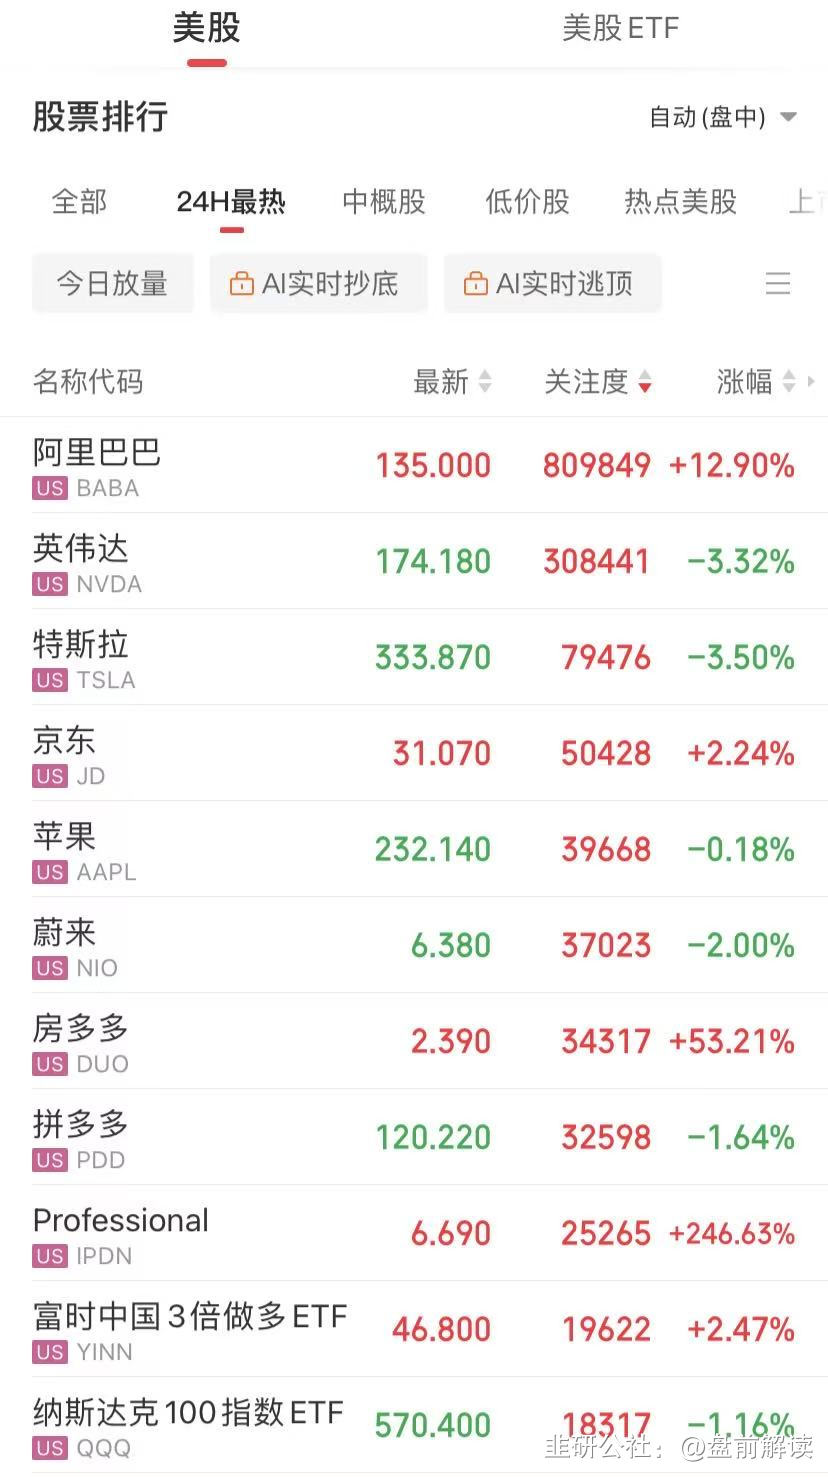 美股 美股ETF
股票排行 自动(盘中)
全部 24H最热 中概股 低价股 热点美股 上市
今日放量 AI实时抄底 AI实时逃顶
名称代码 最新 关注度 涨幅
阿里巴巴 135.000 809849 +12.90%
US BABA
英伟达 174.180 308441 -3.32%
US NVDA
特斯拉 333.870 79476 -3.50%
US TSLA
京东 31.070 50428 +2.24%
US JD
苹果 232.140 39668 -0.18%
US AAPL
蔚来 6.380 37023 -2.00%
US NIO
房多多 2.390 34317 +53.21%
US DUO
拼多多 120.220 32598 -1.64%
US PDD
Professional 6.690 25265 +246.63%
US IPDN
富时中国3倍做多ETF 46.800 19622 +2.47%
US YINN
纳斯达克100指数ETF 570.400 18317 -1.16%
US QQQ
韭研公社：@盘前解读